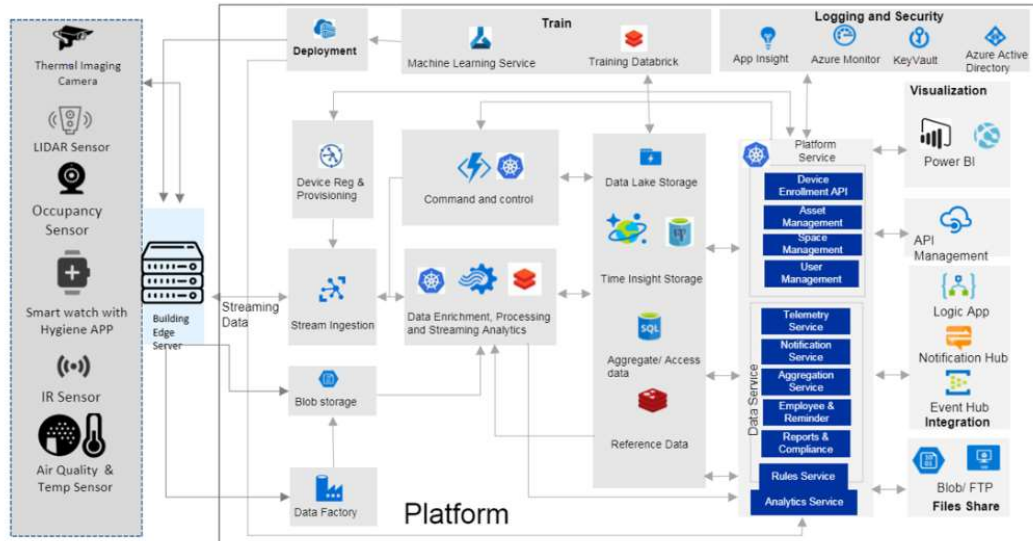 Thermal Imaging
Camera
LIDAR Sensor
Occupancy
Sensor
Smart watch with
Hygiene APP
IR Sensor
Air Quality &
Temp Sensor
Building
Edge
Server
Streaming
Data
Deployment
Train
Machine Learning Service
Training Databrick
Logging and Security
App Insight
Azure Monitor
KeyVault
Azure Active
Directory
Device Reg &
Provisioning
Command and control
Stream Ingestion
Data Enrichment, Processing
and Streaming Analytics
Blob storage
Data Factory
Platform
Data Lake Storage
Time Insight Storage
SQL
Aggregate/ Access
data
Reference Data
Platform
Service
Device
Enrollment API
Asset
Management
Space
Management
User
Management
Data Service
Telemetry
Service
Notification
Service
Aggregation
Service
Employee &
Reminder
Reports &
Compliance
Rules Service
Analytics Service
Visualization
Power BI
API
Management
Logic App
Notification Hub
Event Hub
Integration
Blob/ FTP
Files Share